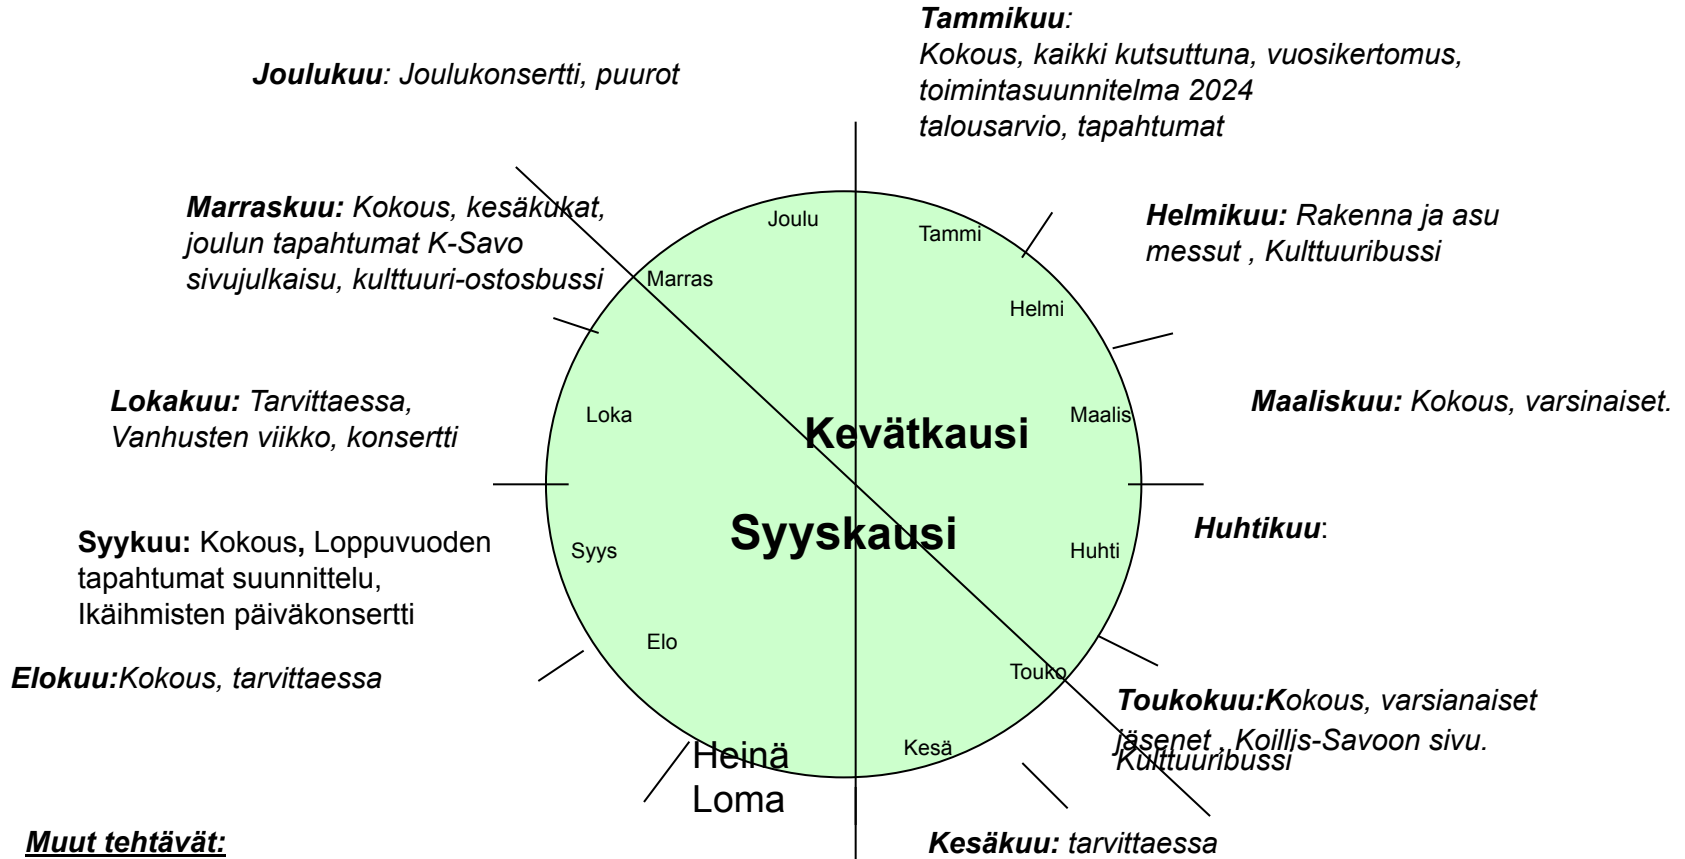 Tammikuu:
Kokous, kaikki kutsuttuna, vuosikertomus,
toimintasuunnitelma 2024
talousarvio, tapahtumat
Joulukuu: Joulukonsertti, puurot
Marraskuu: Kokous, kesäkukat,
joulun tapahtumat K-Savo
sivujulkaisu, kulttuuri-ostosbussi
Helmikuu: Rakenna ja asu
messut , Kulttuuribussi
Joulu
Tammi
Marras
Helmi
Lokakuu: Tarvittaessa,
Vanhusten viikko, konsertti
Loka
Kevätkausi
Maalis
Maaliskuu: Kokous, varsinaiset.
Syykuu: Kokous, Loppuvuoden
tapahtumat suunnittelu,
Ikäihmisten päiväkonsertti
Syys
Syyskausi
Huhti
Huhtikuu:
Elokuu:Kokous, tarvittaessa
Elo
Touko
Toukokuu:Kokous, varsianaiset
jäsenet , Koillis-Savoon sivu.
Kulttuuribussi
Heinä
Loma
Kesä
Muut tehtävät:
Kesäkuu: tarvittaessa